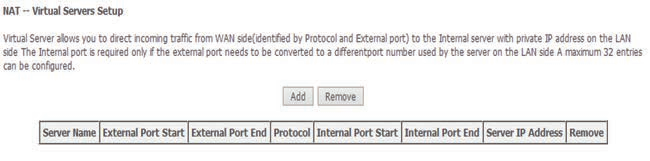 NAT -- Virtual Servers Setup
Virtual Server allows you to direct incoming traffic from WAN side(identified by Protocol and External port) to the Internal server with private IP address on the LAN
side The Internal port is required only if the external port needs to be converted to a differentport number used by the server on the LAN side A maximum 32 entries
can be configured.
Add Remove
Server Name External Port Start External Port End Protocol Internal Port Start Internal Port End Server IP Address Remove